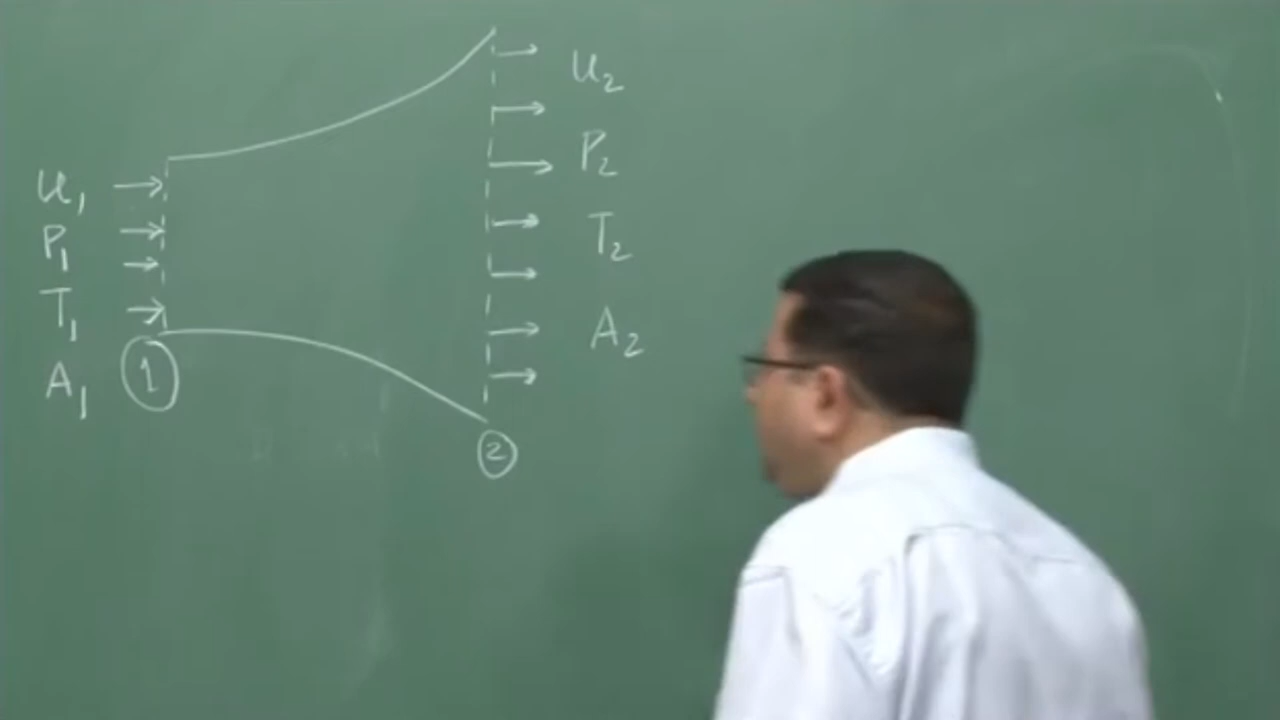 u₁
P₁
T₁
A₁
1
u₂
P₂
T₂
A₂
2